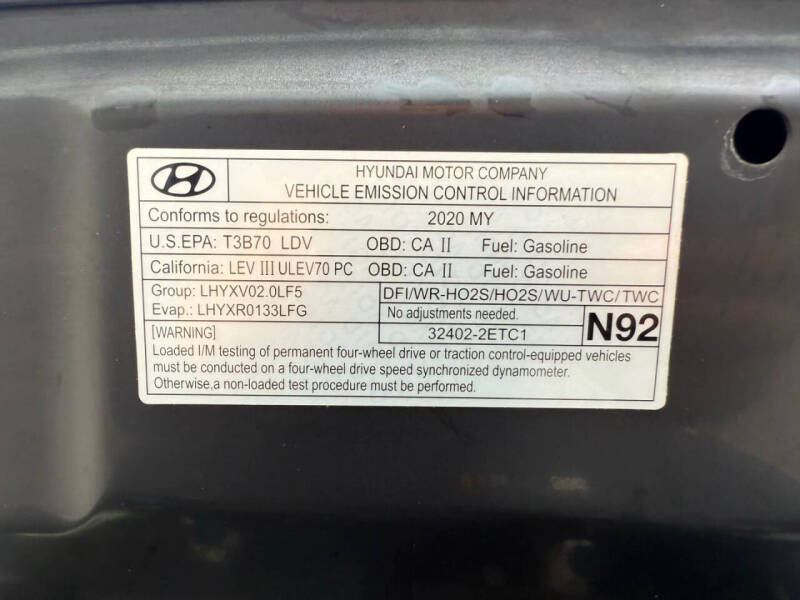 HYUNDAI MOTOR COMPANY
VEHICLE EMISSION CONTROL INFORMATION
Conforms to regulations: 2020 MY
U.S.EPA: T3B70 LDV OBD: CA II Fuel: Gasoline
California: LEV III ULEV70 PC OBD: CA II Fuel: Gasoline
Group: LHYXV02.0LF5 DFI/WR-HO2S/HO2S/WU-TWC/TWC
Evap.: LHYXR0133LFG No adjustments needed.
[WARNING] 32402-2ETC1 N92
Loaded I/M testing of permanent four-wheel drive or traction control-equipped vehicles
must be conducted on a four-wheel drive speed synchronized dynamometer.
Otherwise,a non-loaded test procedure must be performed.